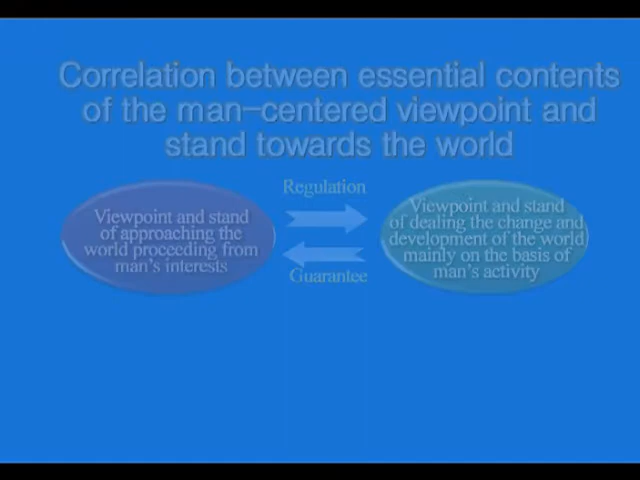 Correlation between essential contents
of the man-centered viewpoint and
stand towards the world
Regulation
Viewpoint and stand
of approaching the
world proceeding from
man's interests
Viewpoint and stand
of dealing the change and
development of the world
mainly on the basis of
man's activity
Guarantee